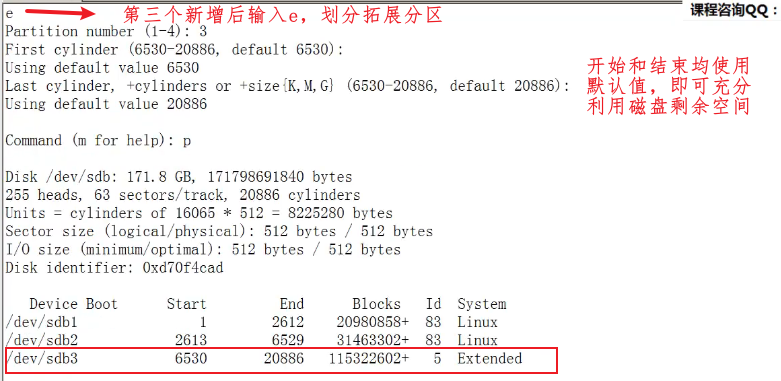 课程咨询QQ：
e 第三个新增后输入e，划分拓展分区
Partition number (1-4): 3
First cylinder (6530-20886, default 6530):
Using default value 6530
Last cylinder, +cylinders or +size{K,M,G} (6530-20886, default 20886):
Using default value 20886
开始和结束均使用
默认值，即可充分
利用磁盘剩余空间
Command (m for help): p
Disk /dev/sdb: 171.8 GB, 171798691840 bytes
255 heads, 63 sectors/track, 20886 cylinders
Units = cylinders of 16065 * 512 = 8225280 bytes
Sector size (logical/physical): 512 bytes / 512 bytes
I/O size (minimum/optimal): 512 bytes / 512 bytes
Disk identifier: 0xd70f4cad
Device Boot Start End Blocks Id System
/dev/sdb1 1 2612 20980858+ 83 Linux
/dev/sdb2 2613 6529 31463302+ 83 Linux
/dev/sdb3 6530 20886 115322602+ 5 Extended